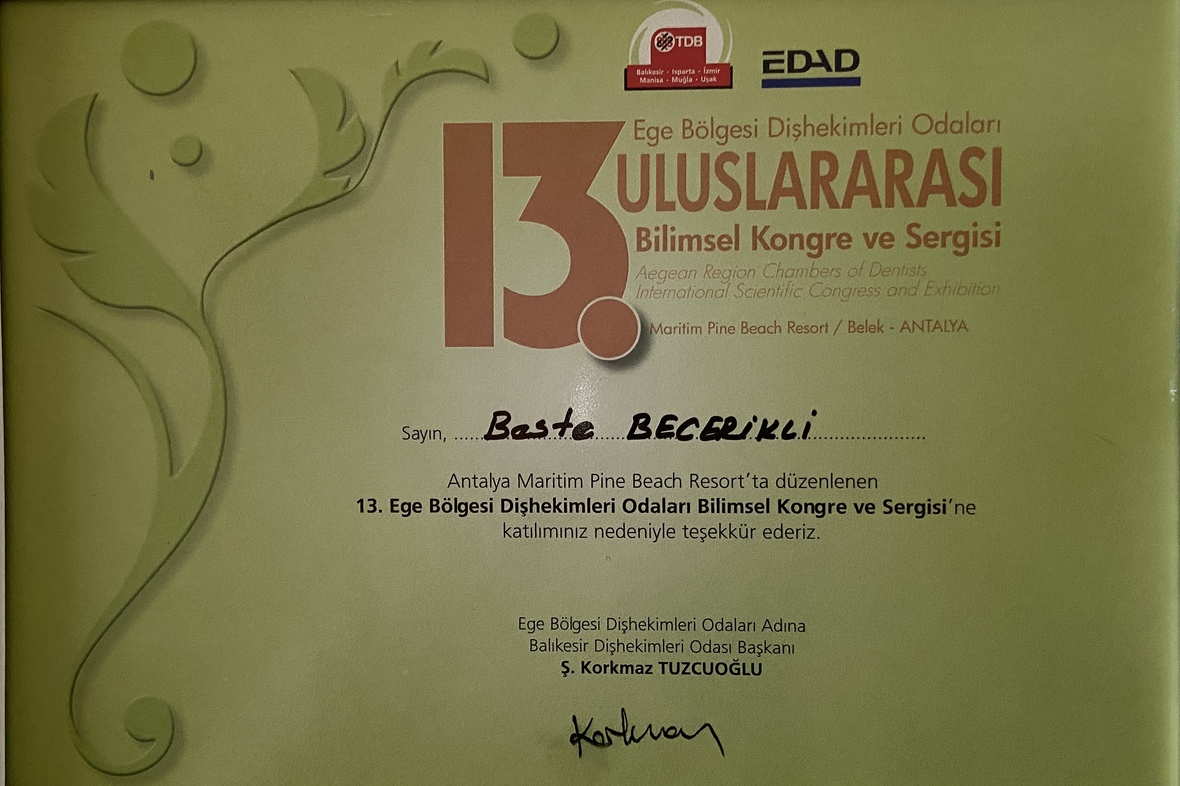 TDB
Balıkesir · Isparta · İzmir
Manisa · Muğla · Uşak
EDAD
13.
Ege Bölgesi Dişhekimleri Odaları
ULUSLARARASI
Bilimsel Kongre ve Sergisi
Aegean Region Chambers of Dentists
International Scientific Congress and Exhibition
Maritim Pine Beach Resort / Belek - ANTALYA
Sayın, ..... Baste BECERİKLİ .....................
Antalya Maritim Pine Beach Resort'ta düzenlenen
13. Ege Bölgesi Dişhekimleri Odaları Bilimsel Kongre ve Sergisi'ne
katılımınız nedeniyle teşekkür ederiz.
Ege Bölgesi Dişhekimleri Odaları Adına
Balıkesir Dişhekimleri Odası Başkanı
Ş. Korkmaz TUZCUOĞLU
Korkmaz